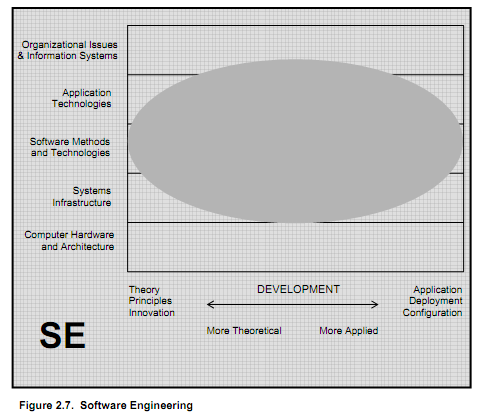 Organizational Issues
& Information Systems
Application
Technologies
Software Methods
and Technologies
Systems
Infrastructure
Computer Hardware
and Architecture
Theory
Principles
Innovation
DEVELOPMENT
More Theoretical
More Applied
Application
Deployment
Configuration
SE
Figure 2.7.  Software Engineering